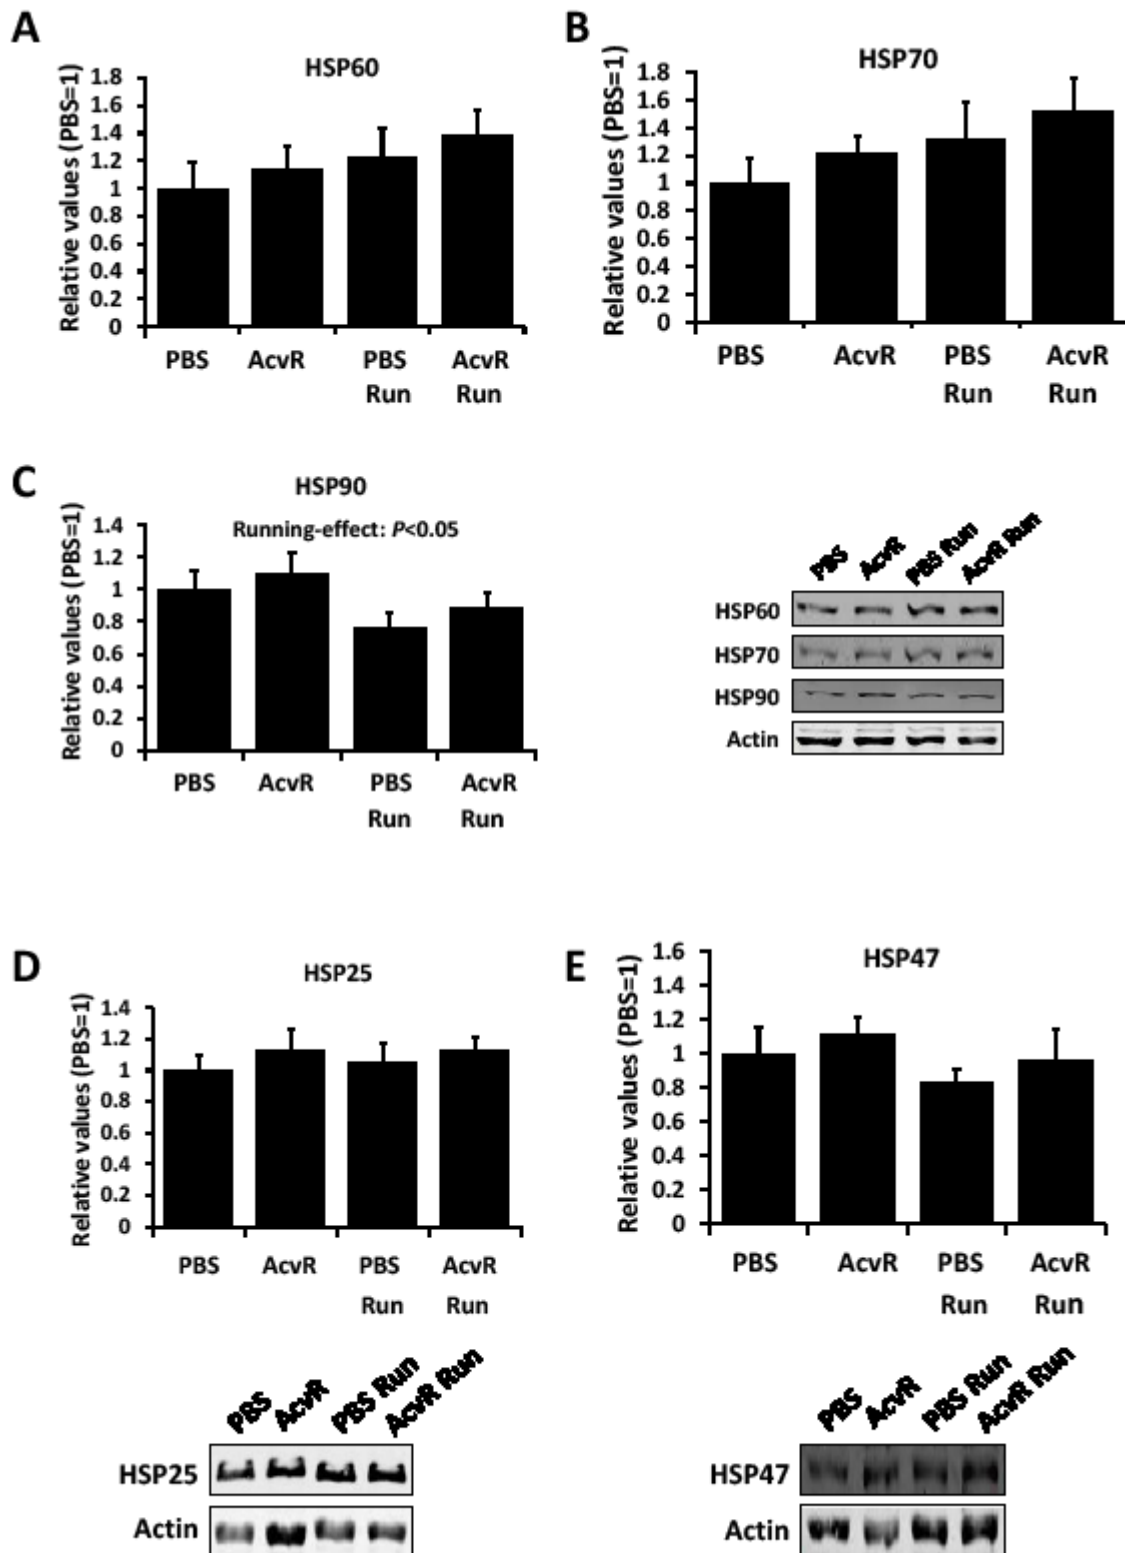 A
HSP60
Relative values (PBS=1)
1.8
1.6
1.4
1.2
1
0.8
0.6
0.4
0.2
0
PBS AcvR PBS AcvR
Run Run
B
HSP70
Relative values (PBS=1)
1.8
1.6
1.4
1.2
1
0.8
0.6
0.4
0.2
0
PBS AcvR PBS AcvR
Run Run
C
HSP90
Running-effect: P<0.05
Relative values (PBS=1)
1.4
1.2
1
0.8
0.6
0.4
0.2
0
PBS AcvR PBS AcvR
Run Run
PBS AcvR PBS Run AcvR Run
HSP60
HSP70
HSP90
Actin
D
HSP25
Relative values (PBS=1)
1.4
1.2
1
0.8
0.6
0.4
0.2
0
PBS AcvR PBS AcvR
Run Run
PBS AcvR PBS Run AcvR Run
HSP25
Actin
E
HSP47
Relative values (PBS=1)
1.6
1.4
1.2
1
0.8
0.6
0.4
0.2
0
PBS AcvR PBS AcvR
Run Run
PBS AcvR PBS Run AcvR Run
HSP47
Actin